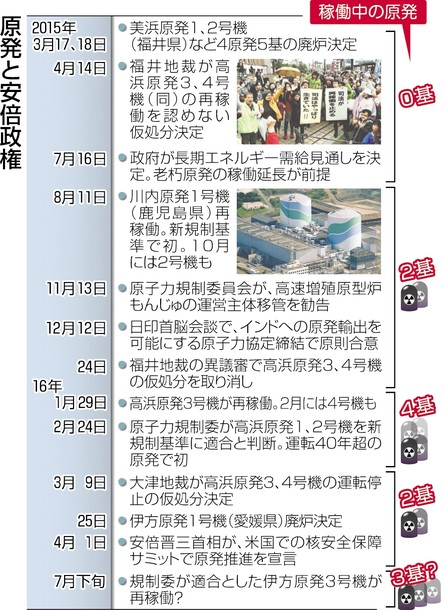 原発と安倍政権
稼働中の原発
2015年
3月17、18日
●美浜原発1、2号機
(福井県)など4原発5基の廃炉決定
4月14日
●福井地裁が高
浜原発3、4号
機(同)の再稼
働を認めない
仮処分決定
司法は
やっぱり
生きていた!!
司法が
再稼働を止める
0基
7月16日
●政府が長期エネルギー需給見通しを決
定。老朽原発の稼働延長が前提
8月11日
●川内原発1号機
(鹿児島県)再
稼働。新規制基
準で初。10月
には2号機も
11月13日
●原子力規制委員会が、高速増殖原型炉
もんじゅの運営主体移管を勧告
2基
12月12日
●日印首脳会談で、インドへの原発輸出を
可能にする原子力協定締結で原則合意
24日
●福井地裁の異議審で高浜原発3、4号機
の仮処分を取り消し
16年
1月29日
●高浜原発3号機が再稼働。2月には4号機も
4基
2月24日
●原子力規制委が高浜原発1、2号機を新
規制基準に適合と判断。運転40年超の
原発で初
3月 9日
●大津地裁が高浜原発3、4号機の運転停
止の仮処分決定
2基
25日
●伊方原発1号機(愛媛県)廃炉決定
4月 1日
●安倍晋三首相が、米国での核安全保障
サミットで原発推進を宣言
7月下旬
●規制委が適合とした伊方原発3号機が
再稼働?
3基?